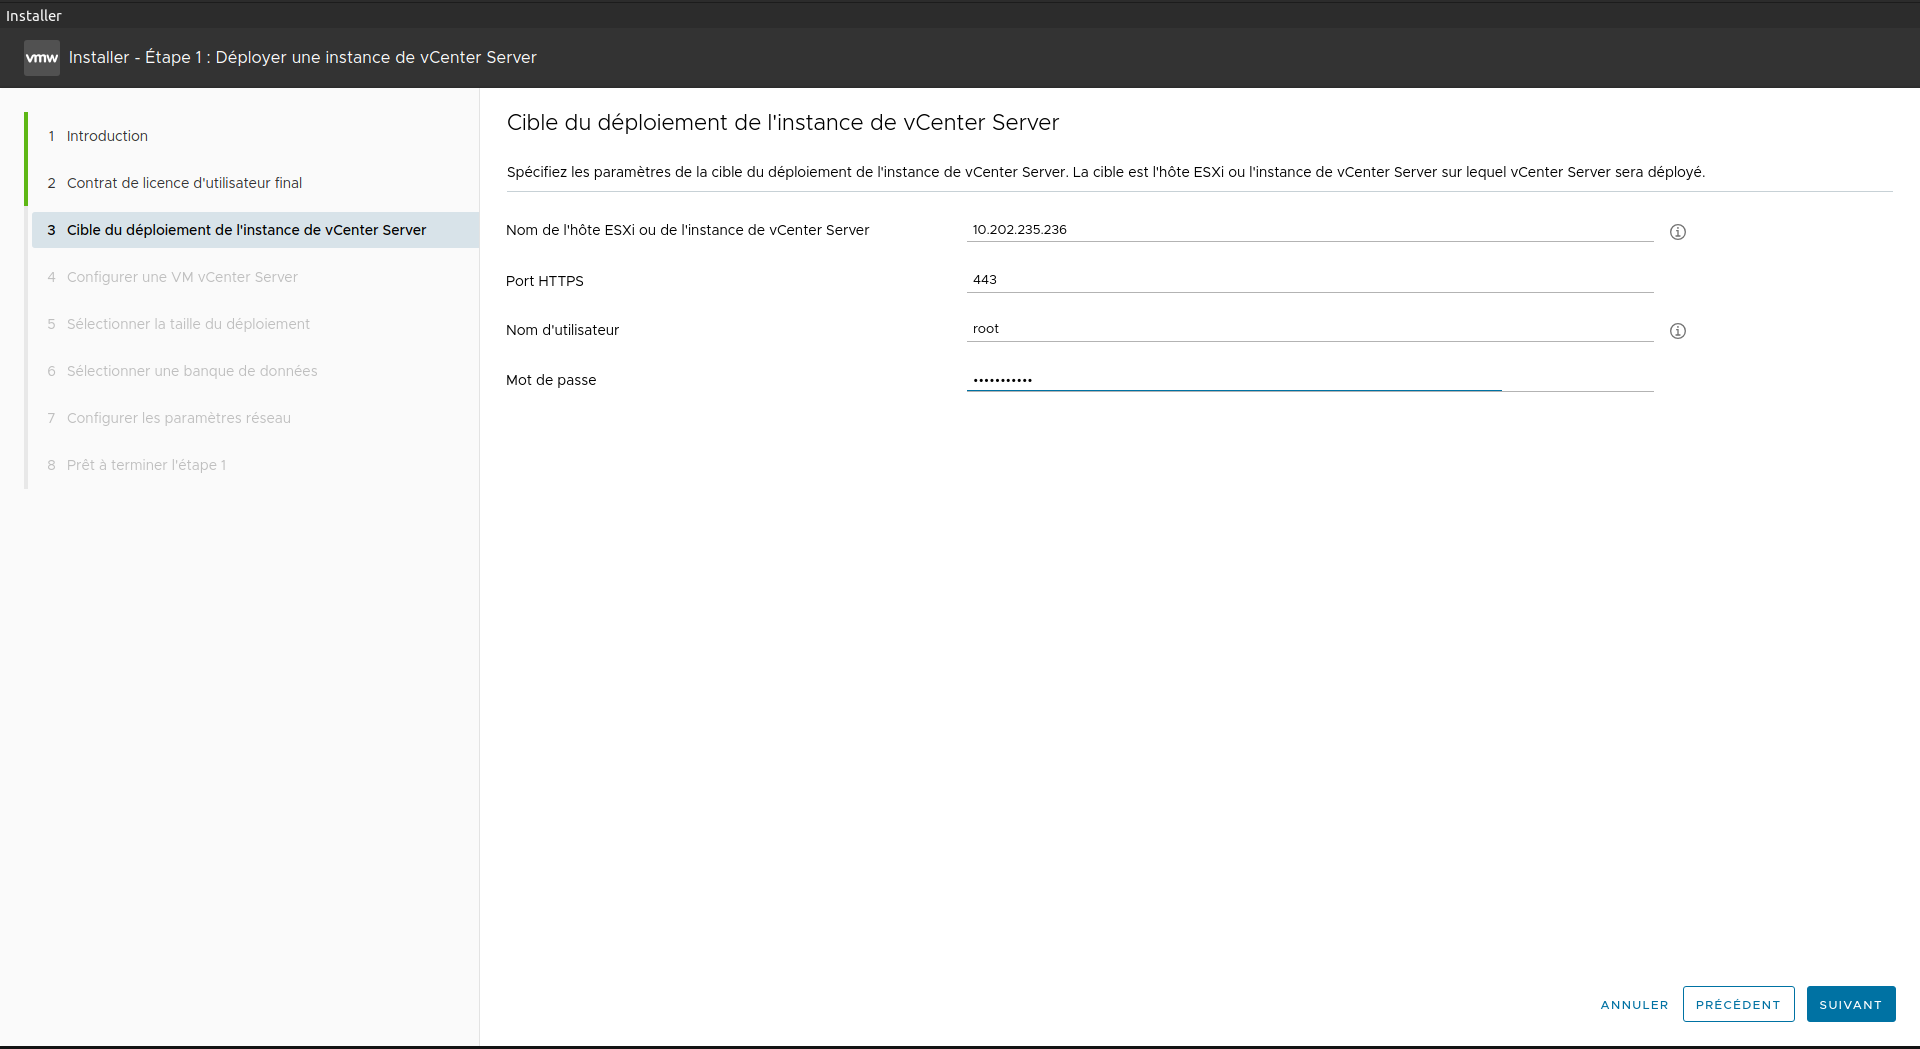 Installer
vmw Installer - Étape 1 : Déployer une instance de vCenter Server
1 Introduction
2 Contrat de licence d'utilisateur final
3 Cible du déploiement de l'instance de vCenter Server
4 Configurer une VM vCenter Server
5 Sélectionner la taille du déploiement
6 Sélectionner une banque de données
7 Configurer les paramètres réseau
8 Prêt à terminer l'étape 1
Cible du déploiement de l'instance de vCenter Server
Spécifiez les paramètres de la cible du déploiement de l'instance de vCenter Server. La cible est l'hôte ESXi ou l'instance de vCenter Server sur lequel vCenter Server sera déployé.
Nom de l'hôte ESXi ou de l'instance de vCenter Server 10.202.235.236
Port HTTPS 443
Nom d'utilisateur root
Mot de passe •••••••••••
ANNULER PRÉCÉDENT SUIVANT